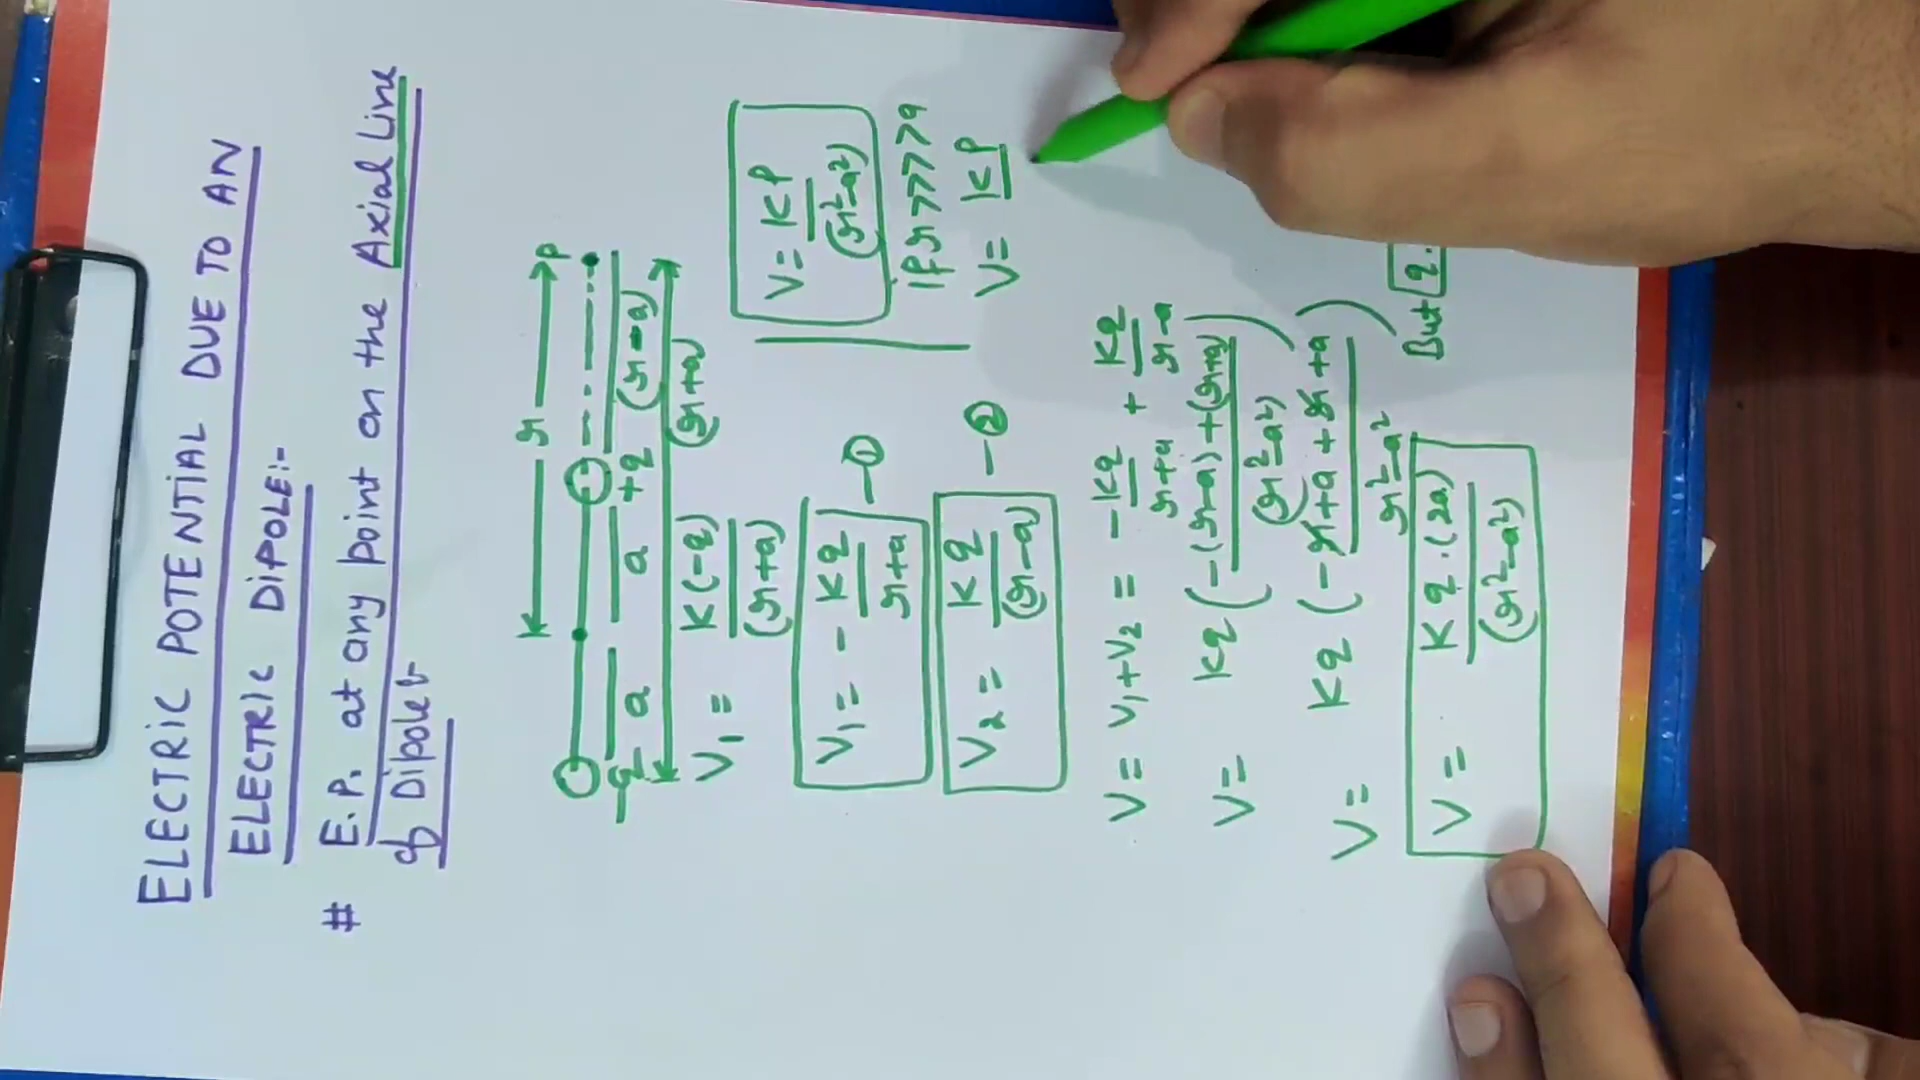 ELECTRIC POTENTIAL DUE TO AN
ELECTRIC DIPOLE:-
# E.P. at any point on the Axial Line
of Dipole
r P
-q a a +q (r-a)
(r+a)
V₁ = K(-q)/(r+a)
V₁ = - Kq/r+a —①
V₂ = Kq/(r-a) —②
V = V₁+V₂ = -Kq/r+a + Kq/r-a
V = Kq (-(r-a)+(r+a)/(r²-a²))
V = Kq (-r+a+r+a/r²-a²)
V = Kq.(2a)/(r²-a²)
But q.
V = KP/(r²-a²)
if r>>>>a
V = KP